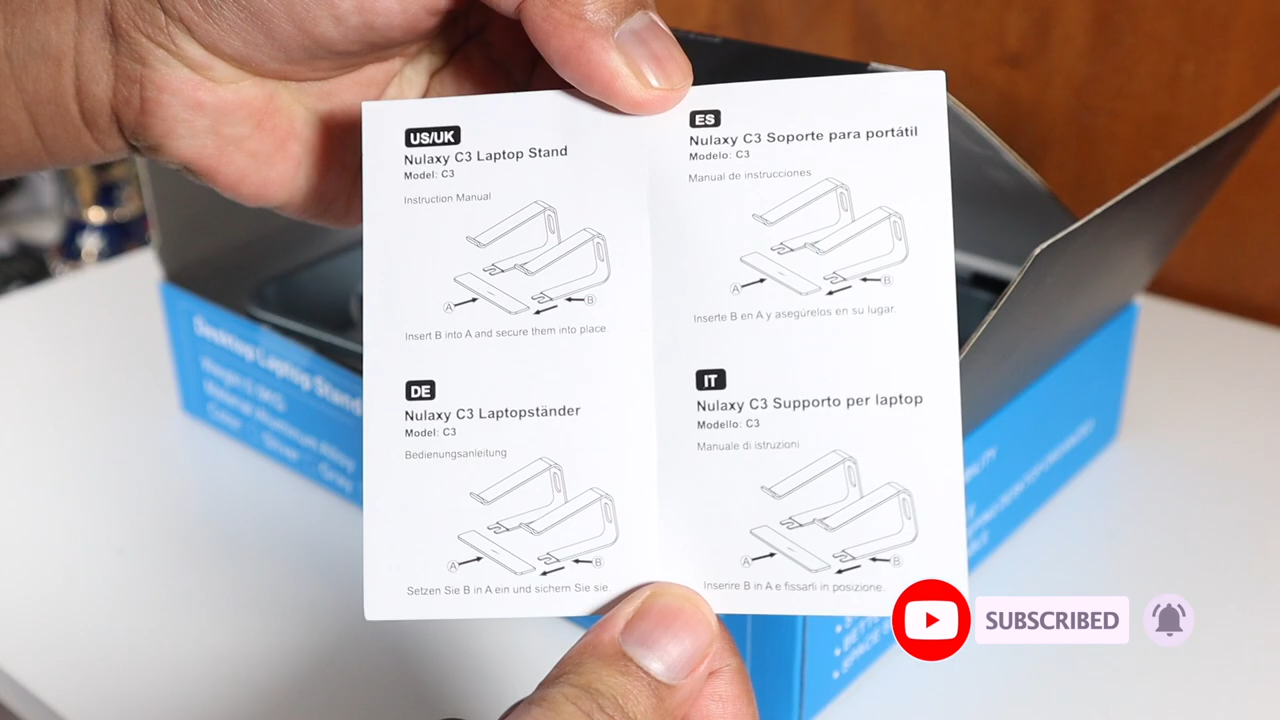 US/UK
Nulaxy C3 Laptop Stand
Model: C3
Instruction Manual
A
B
Insert B into A and secure them into place.
ES
Nulaxy C3 Soporte para portátil
Modelo: C3
Manual de instrucciones
A
B
Inserte B en A y asegúrelos en su lugar.
DE
Nulaxy C3 Laptopständer
Model: C3
Bedienungsanleitung
A
B
Setzen Sie B in A ein und sichern Sie sie.
IT
Nulaxy C3 Supporto per laptop
Modello: C3
Manuale di istruzioni
A
B
Inserire B in A e fissarli in posizione.
Desktop Laptop Stand
SUBSCRIBED